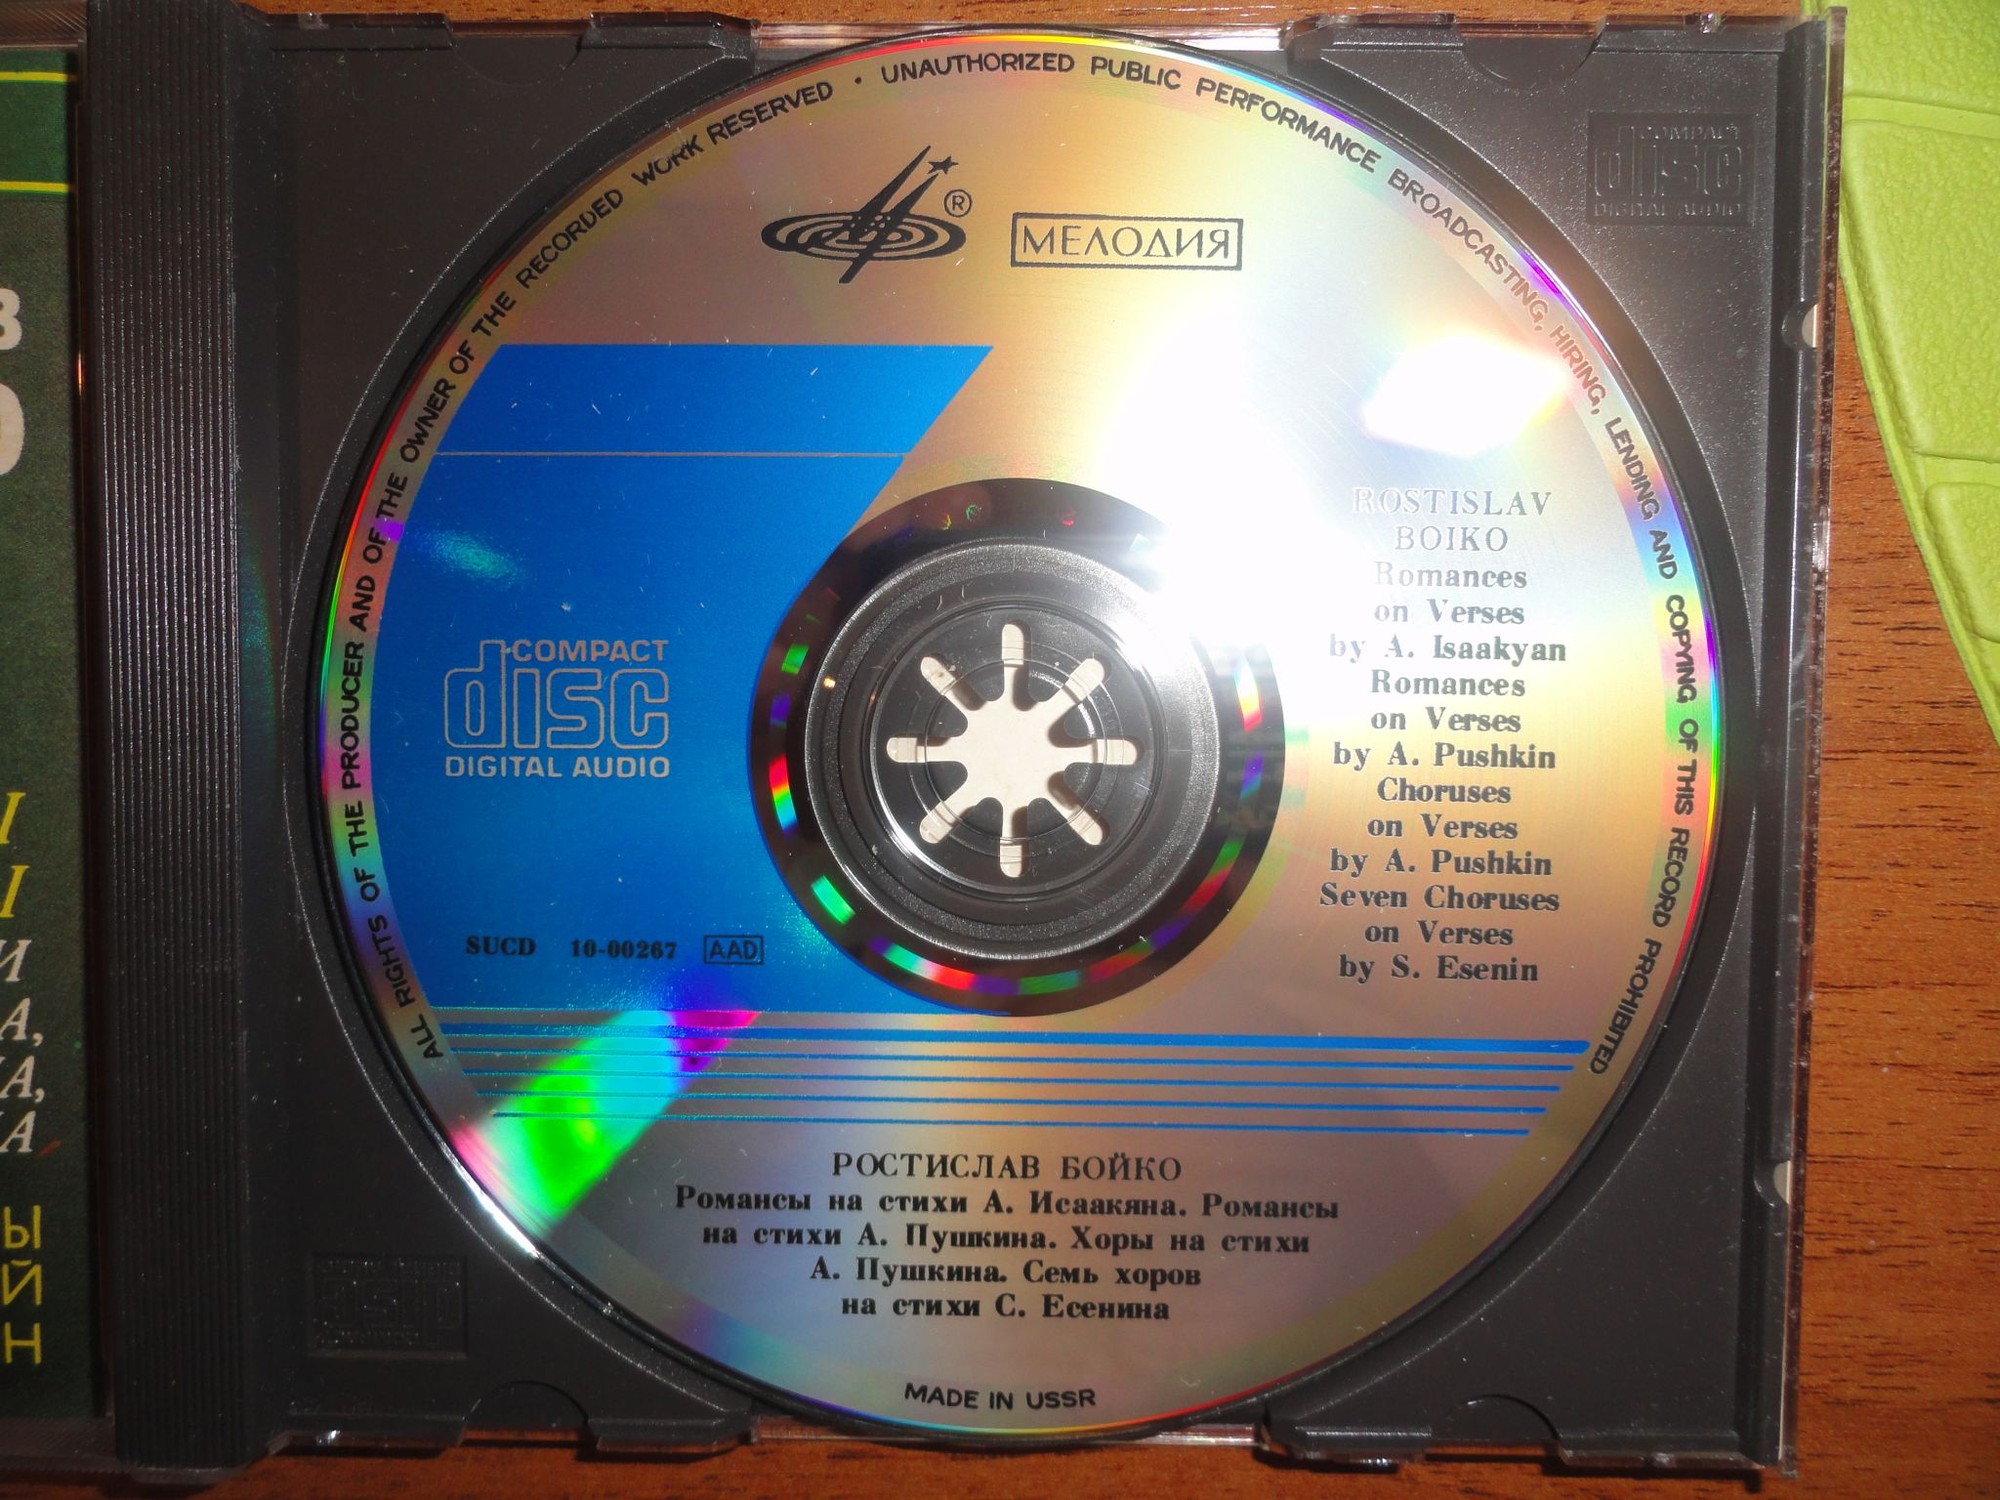 ALL RIGHTS OF THE PRODUCER AND OF THE OWNER OF THE RECORDED WORK RESERVED · UNAUTHORIZED PUBLIC PERFORMANCE BROADCASTING, HIRING, LENDING AND COPYING OF THIS RECORD PROHIBITED
®
МЕЛОДИЯ
COMPACT
disc
DIGITAL AUDIO
COMPACT
disc
DIGITAL AUDIO
SUCD 10-00267 AAD
ROSTISLAV
BOIKO
Romances
on Verses
by A. Isaakyan
Romances
on Verses
by A. Pushkin
Choruses
on Verses
by A. Pushkin
Seven Choruses
on Verses
by S. Esenin
РОСТИСЛАВ БОЙКО
Романсы на стихи А. Исаакяна. Романсы
на стихи А. Пушкина. Хоры на стихи
А. Пушкина. Семь хоров
на стихи С. Есенина
MADE IN USSR